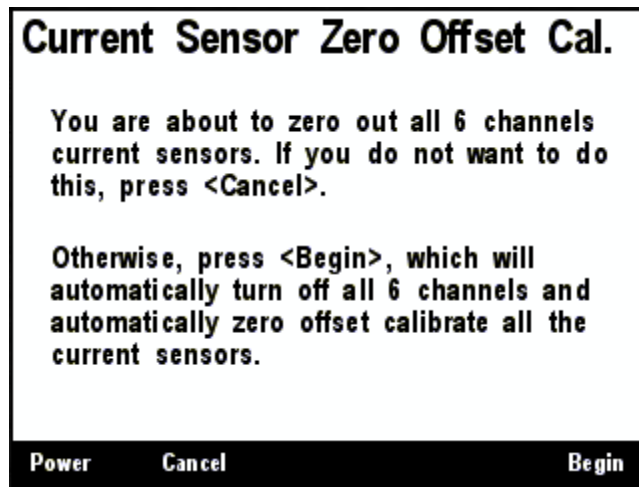 Current Sensor Zero Offset Cal.
You are about to zero out all 6 channels
current sensors. If you do not want to do
this, press <Cancel>.
Otherwise, press <Begin>, which will
automatically turn off all 6 channels and
automatically zero offset calibrate all the
current sensors.
Power Cancel Begin